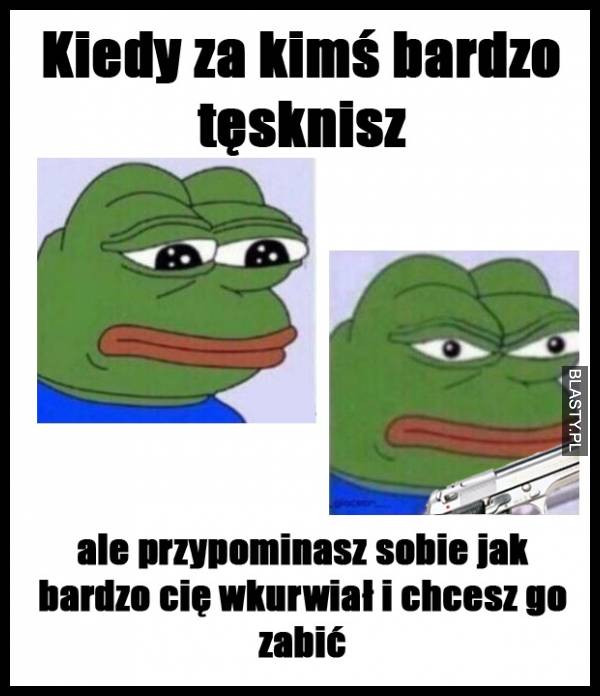 Kiedy za kimś bardzo
tęsknisz
BLASTY.PL
ale przypominasz sobie jak
bardzo cię wkurwiał i chcesz go
zabić